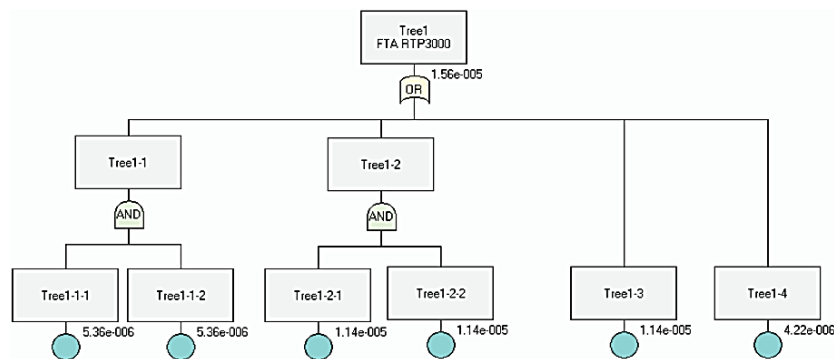 Tree1
FTA RTP3000
1.56e-005
OR
Tree1-1
Tree1-2
AND
AND
Tree1-1-1
Tree1-1-2
Tree1-2-1
Tree1-2-2
Tree1-3
Tree1-4
5.36e-006
5.36e-006
1.14e-005
1.14e-005
1.14e-005
4.22e-006